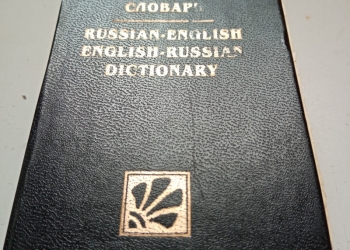 СЛОВАРЬ
RUSSIAN-ENGLISH
ENGLISH-RUSSIAN
DICTIONARY